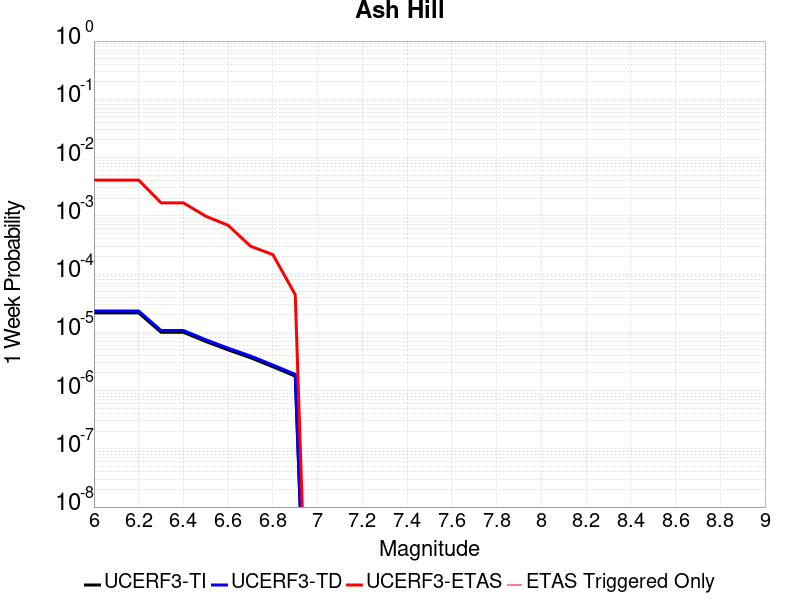 Ash Hill
10^0
10^-1
10^-2
10^-3
10^-4
10^-5
10^-6
10^-7
10^-8
1 Week Probability
6 6.2 6.4 6.6 6.8 7 7.2 7.4 7.6 7.8 8 8.2 8.4 8.6 8.8 9
Magnitude
UCERF3-TI UCERF3-TD UCERF3-ETAS ETAS Triggered Only